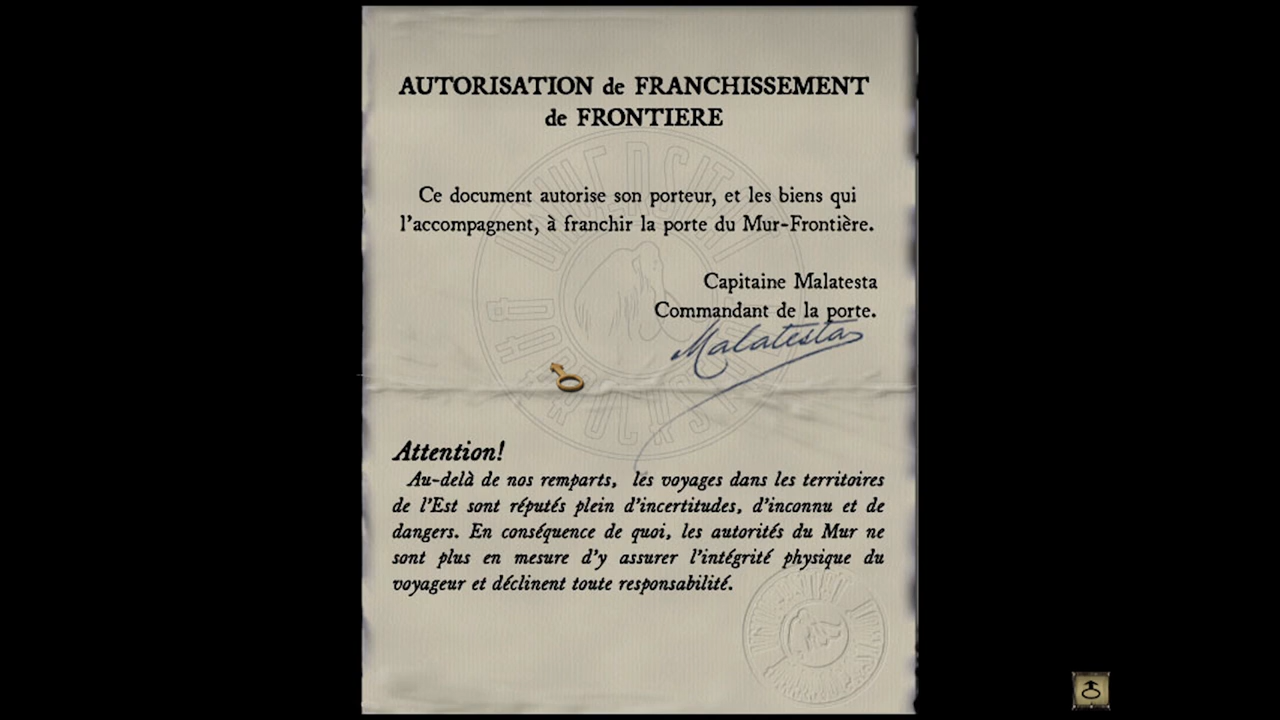 AUTORISATION de FRANCHISSEMENT
de FRONTIERE
Ce document autorise son porteur, et les biens qui
l'accompagnent, à franchir la porte du Mur-Frontière.
Capitaine Malatesta
Commandant de la porte.
Malatesta
Attention!
Au-delà de nos remparts, les voyages dans les territoires
de l'Est sont réputés plein d'incertitudes, d'inconnu et de
dangers. En conséquence de quoi, les autorités du Mur ne
sont plus en mesure d'y assurer l'intégrité physique du
voyageur et déclinent toute responsabilité.